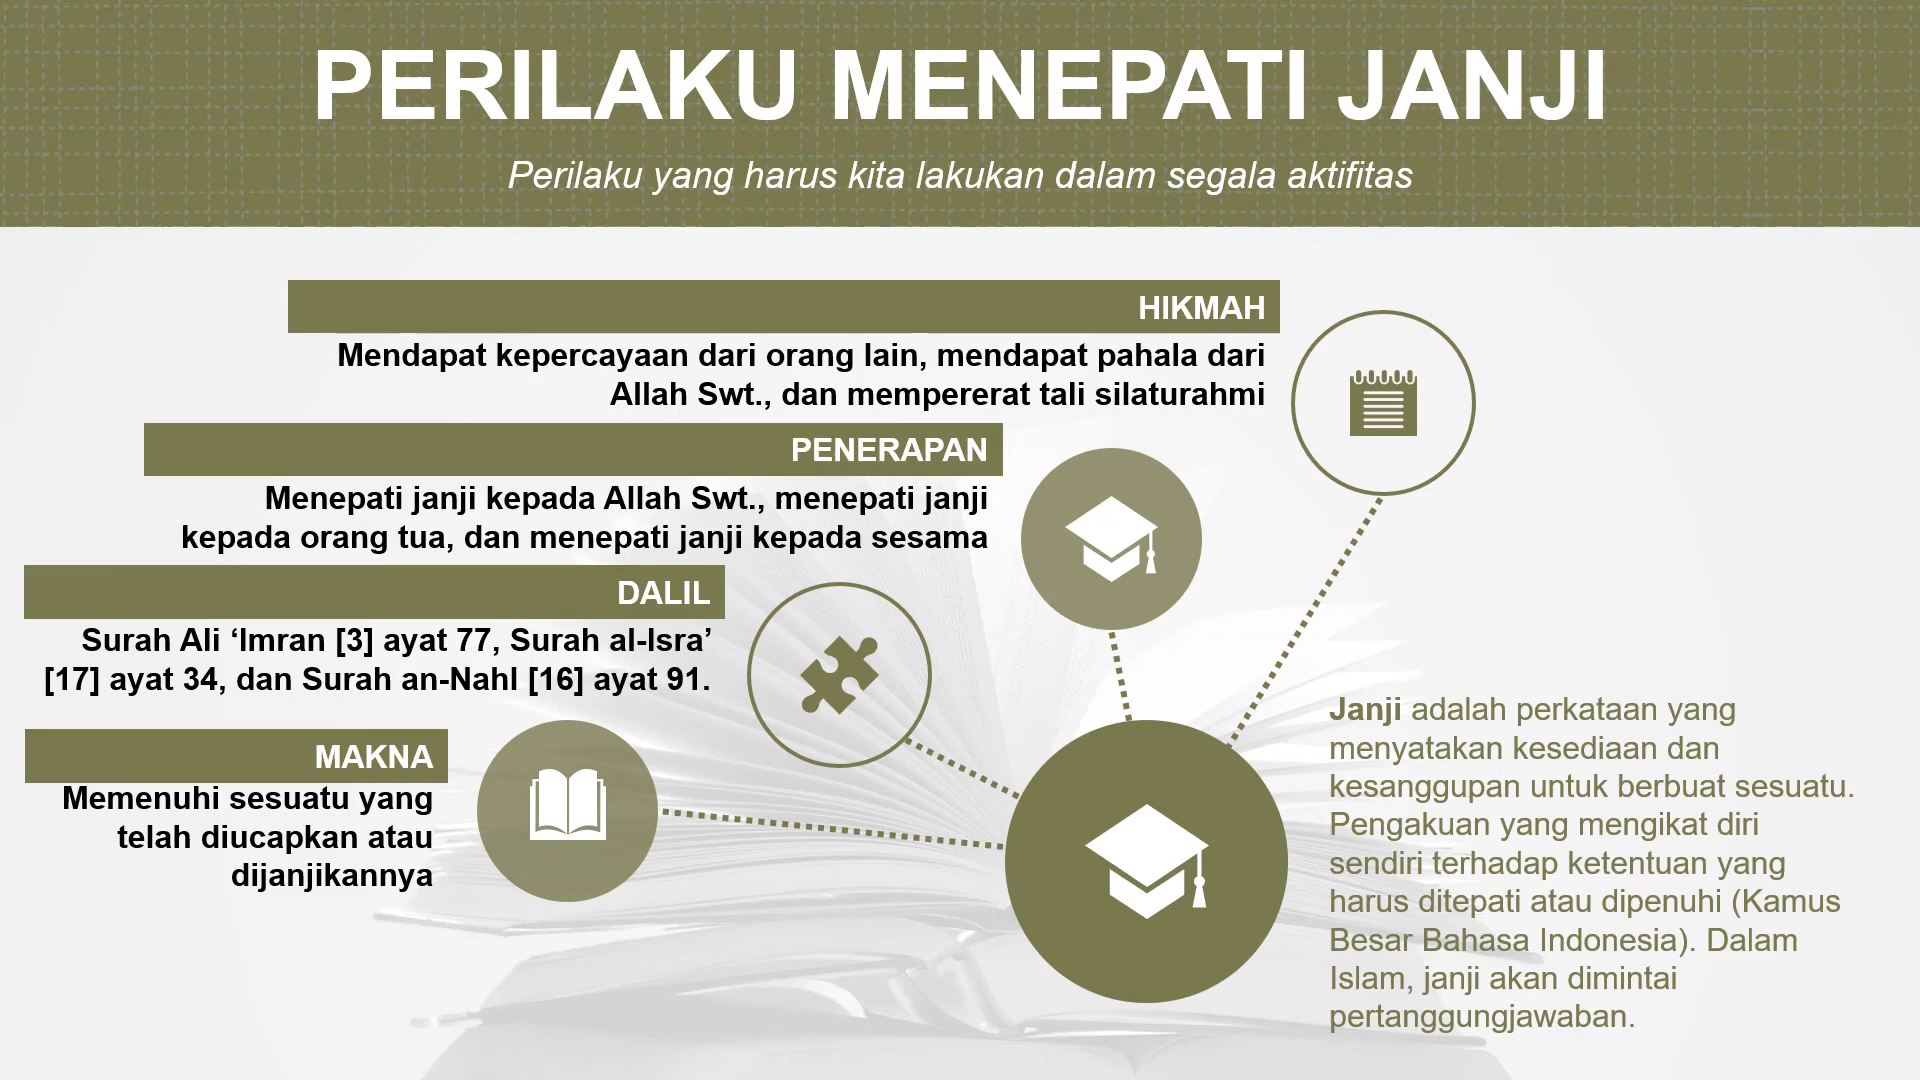 PERILAKU MENEPATI JANJI
Perilaku yang harus kita lakukan dalam segala aktifitas
HIKMAH
Mendapat kepercayaan dari orang lain, mendapat pahala dari
Allah Swt., dan mempererat tali silaturahmi
PENERAPAN
Menepati janji kepada Allah Swt., menepati janji
kepada orang tua, dan menepati janji kepada sesama
DALIL
Surah Ali ‘Imran [3] ayat 77, Surah al-Isra’
[17] ayat 34, dan Surah an-Nahl [16] ayat 91.
MAKNA
Memenuhi sesuatu yang
telah diucapkan atau
dijanjikannya
Janji adalah perkataan yang
menyatakan kesediaan dan
kesanggupan untuk berbuat sesuatu.
Pengakuan yang mengikat diri
sendiri terhadap ketentuan yang
harus ditepati atau dipenuhi (Kamus
Besar Bahasa Indonesia). Dalam
Islam, janji akan dimintai
pertanggungjawaban.